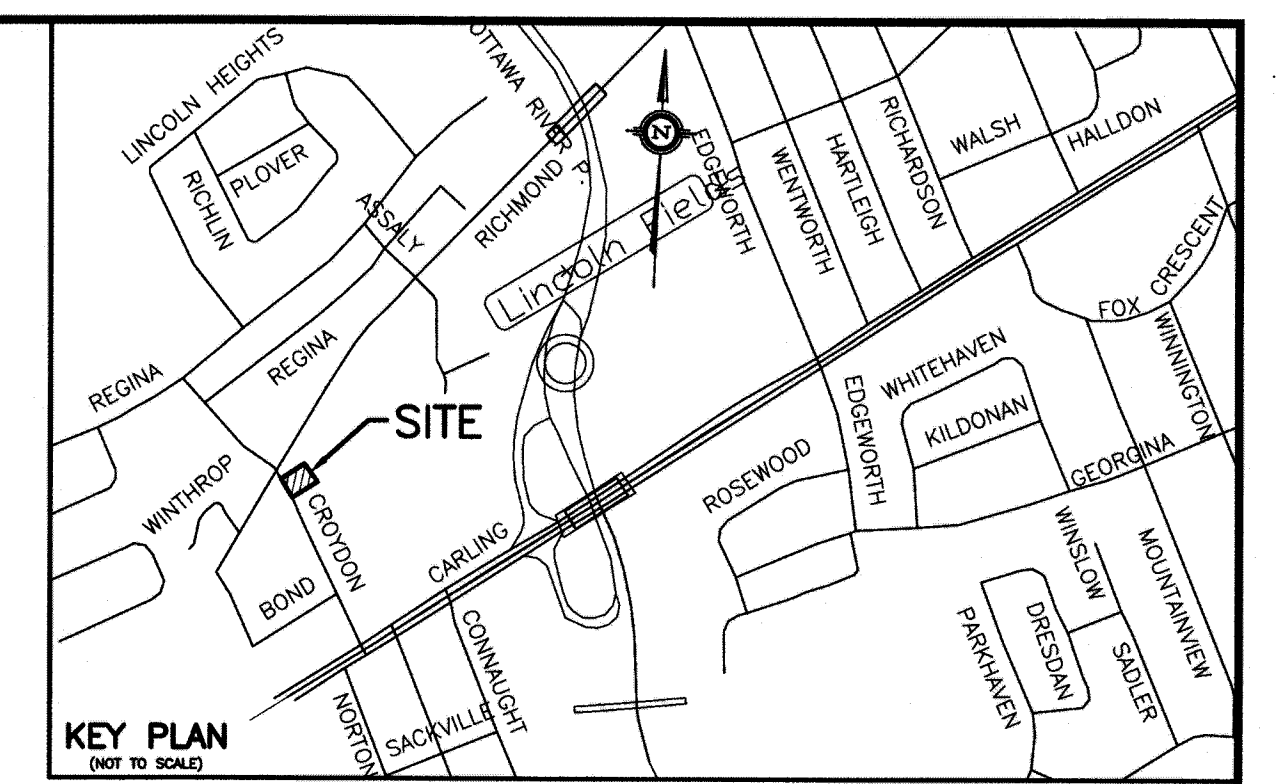 LINCOLN HEIGHTS
OTTAWA RIVER P.
RICHLIN
PLOVER
ASSALY
RICHMOND
N
EDGEWORTH
WENTWORTH
HARTLEIGH
RICHARDSON
WALSH
HALLDON
Lincoln Fields
REGINA
REGINA
FOX CRESCENT
WINNINGTON
WHITEHAVEN
KILDONAN
EDGEWORTH
SITE
WINTHROP
CROYDON
ROSEWOOD
GEORGINA
CARLING
BOND
CONNAUGHT
WINSLOW
MOUNTAINVIEW
DRESDAN
PARKHAVEN
SADLER
NORTON
SACKVILLE
KEY PLAN
(NOT TO SCALE)